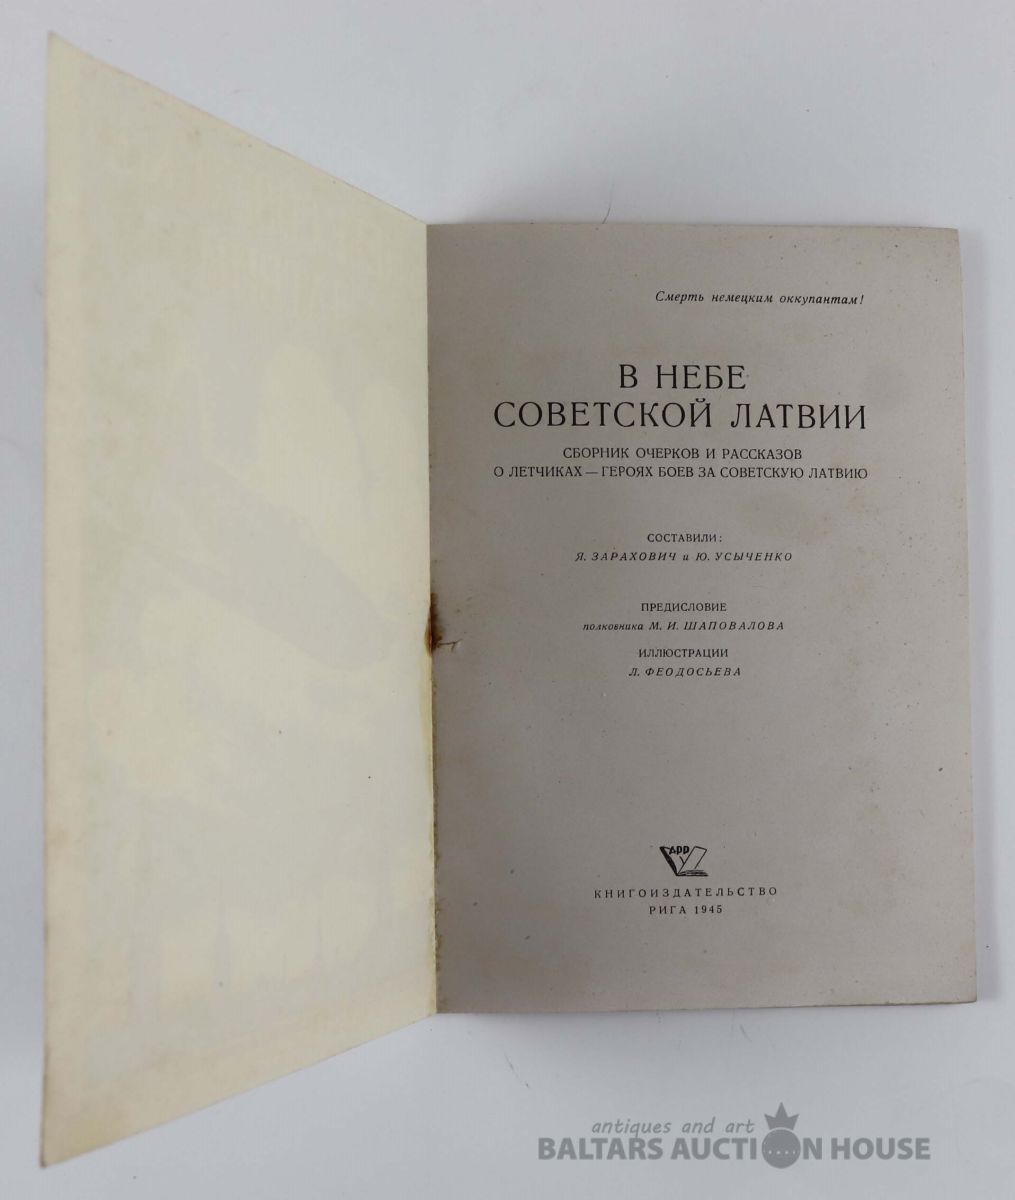 Смерть немецким оккупантам!
В НЕБЕ
СОВЕТСКОЙ ЛАТВИИ
СБОРНИК ОЧЕРКОВ И РАССКАЗОВ
О ЛЕТЧИКАХ — ГЕРОЯХ БОЕВ ЗА СОВЕТСКУЮ ЛАТВИЮ
СОСТАВИЛИ:
Я. ЗАРАХОВИЧ и Ю. УСЫЧЕНКО
ПРЕДИСЛОВИЕ
полковника М. И. ШАПОВАЛОВА
ИЛЛЮСТРАЦИИ
Л. ФЕОДОСЬЕВА
КНИГОИЗДАТЕЛЬСТВО
РИГА 1945
antiques and art
BALTARS AUCTION HOUSE